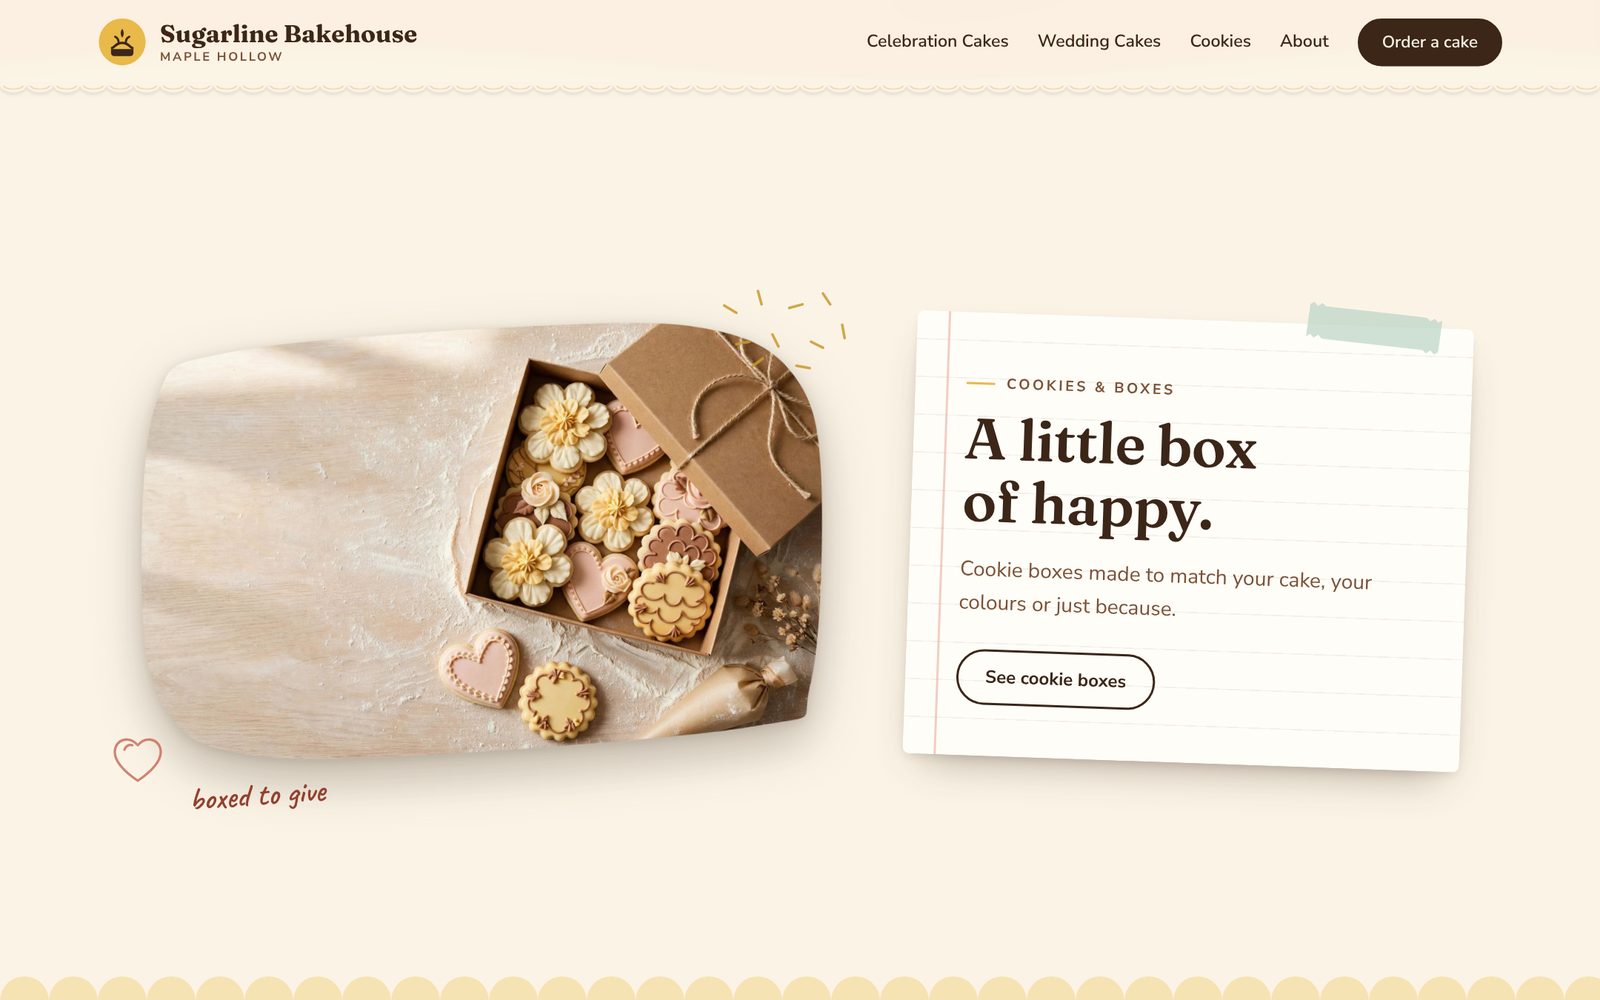 Sugarline Bakehouse
MAPLE HOLLOW
Celebration Cakes
Wedding Cakes
Cookies
About
Order a cake
COOKIES & BOXES
A little box
of happy.
Cookie boxes made to match your cake, your
colours or just because.
See cookie boxes
boxed to give